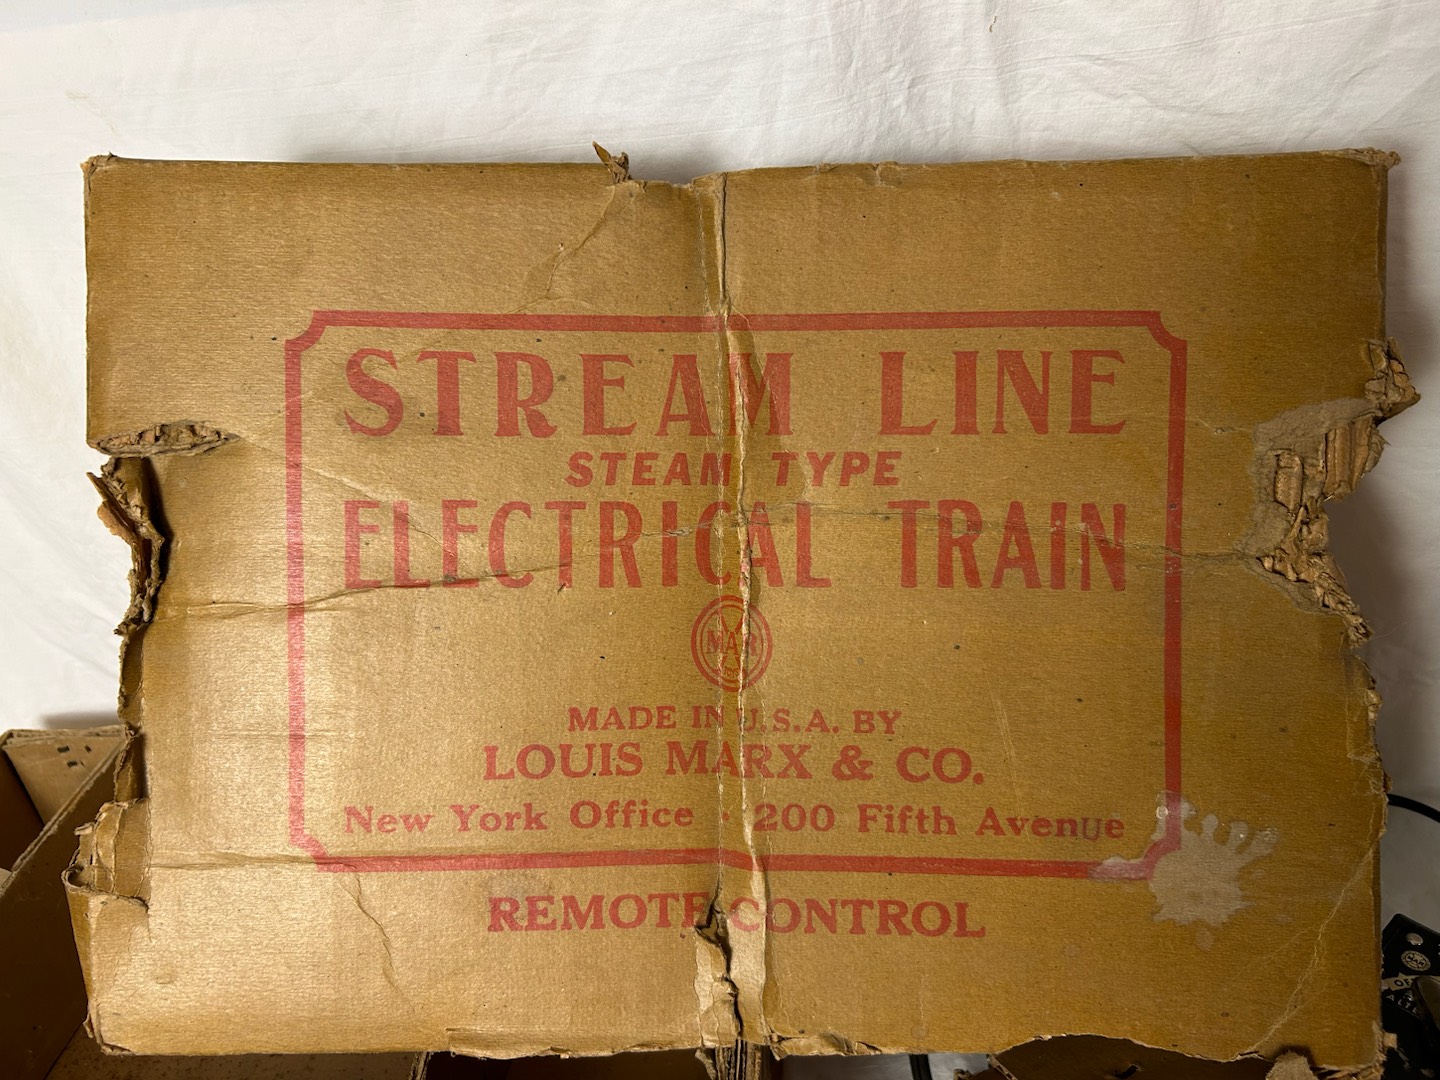 STREAM LINE
STEAM TYPE
ELECTRICAL TRAIN
MAR
MADE IN U.S.A. BY
LOUIS MARX & CO.
New York Office · 200 Fifth Avenue
REMOTE CONTROL